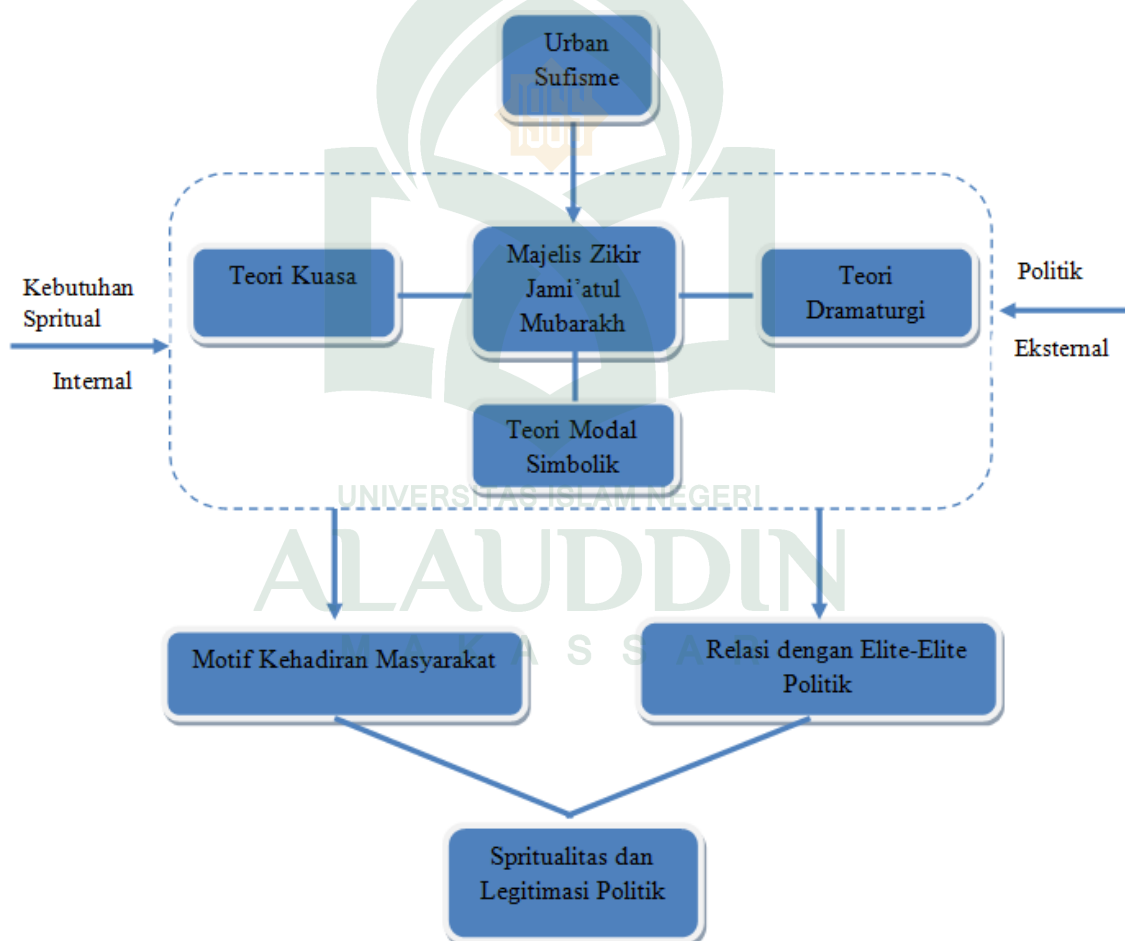 Urban
Sufisme
Teori Kuasa
Majelis Zikir
Jami’atul
Mubarakh
Teori
Dramaturgi
Kebutuhan
Spritual
Internal
Politik
Eksternal
Teori Modal
Simbolik
UNIVERSITAS ISLAM NEGERI
ALAUDDIN
M A K A S S A R
Motif Kehadiran Masyarakat
Relasi dengan Elite-Elite
Politik
Spritualitas dan
Legitimasi Politik